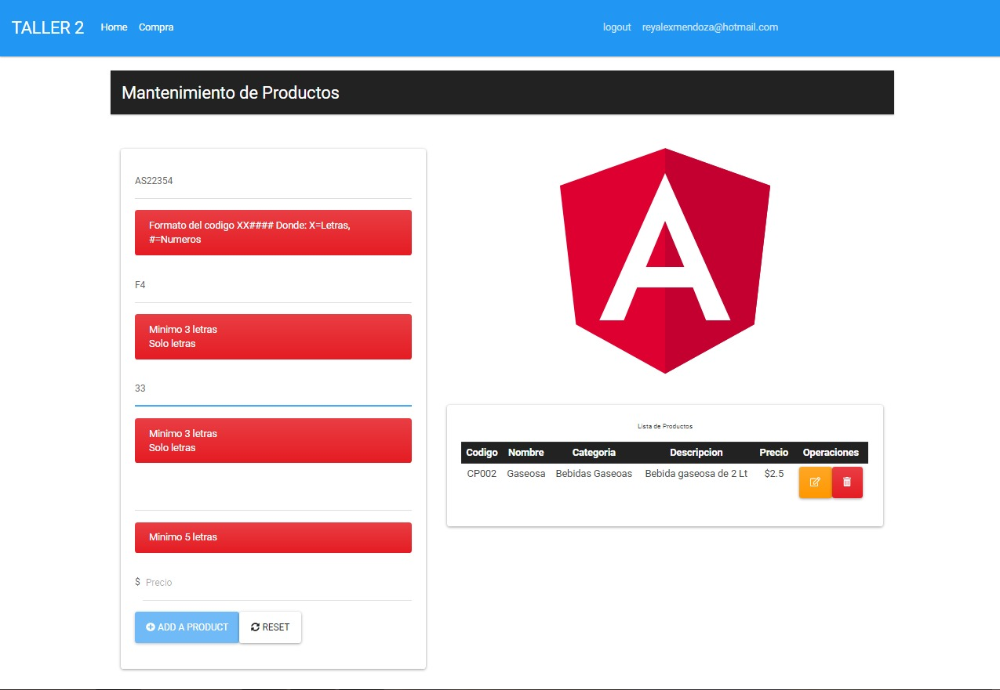 TALLER 2 Home Compra logout reyalexmendoza@hotmail.com
Mantenimiento de Productos
AS22354
Formato del codigo XX#### Donde: X=Letras,
#=Numeros
F4
Minimo 3 letras
Solo letras
33
Minimo 3 letras
Solo letras
Minimo 5 letras
$ Precio
ADD A PRODUCT RESET
A
Lista de Productos
Codigo Nombre Categoria Descripcion Precio Operaciones
CP002 Gaseosa Bebidas Gaseoas Bebida gaseosa de 2 Lt $2.5